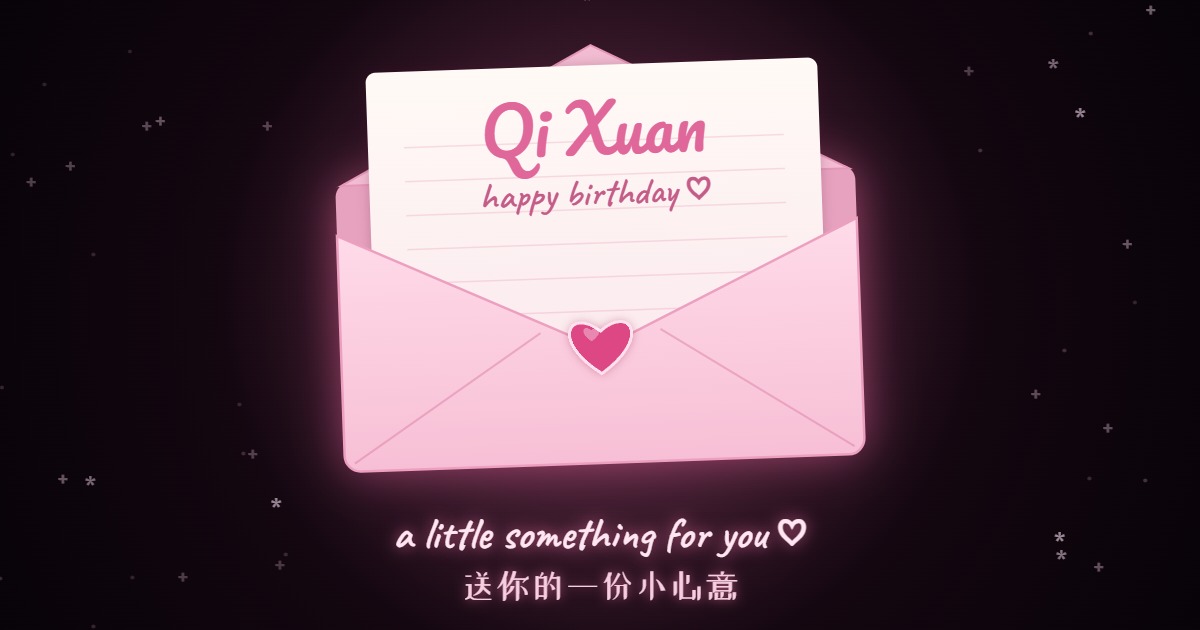 Qi Xuan
happy birthday ♡
a little something for you ♡
送你的一份小心意